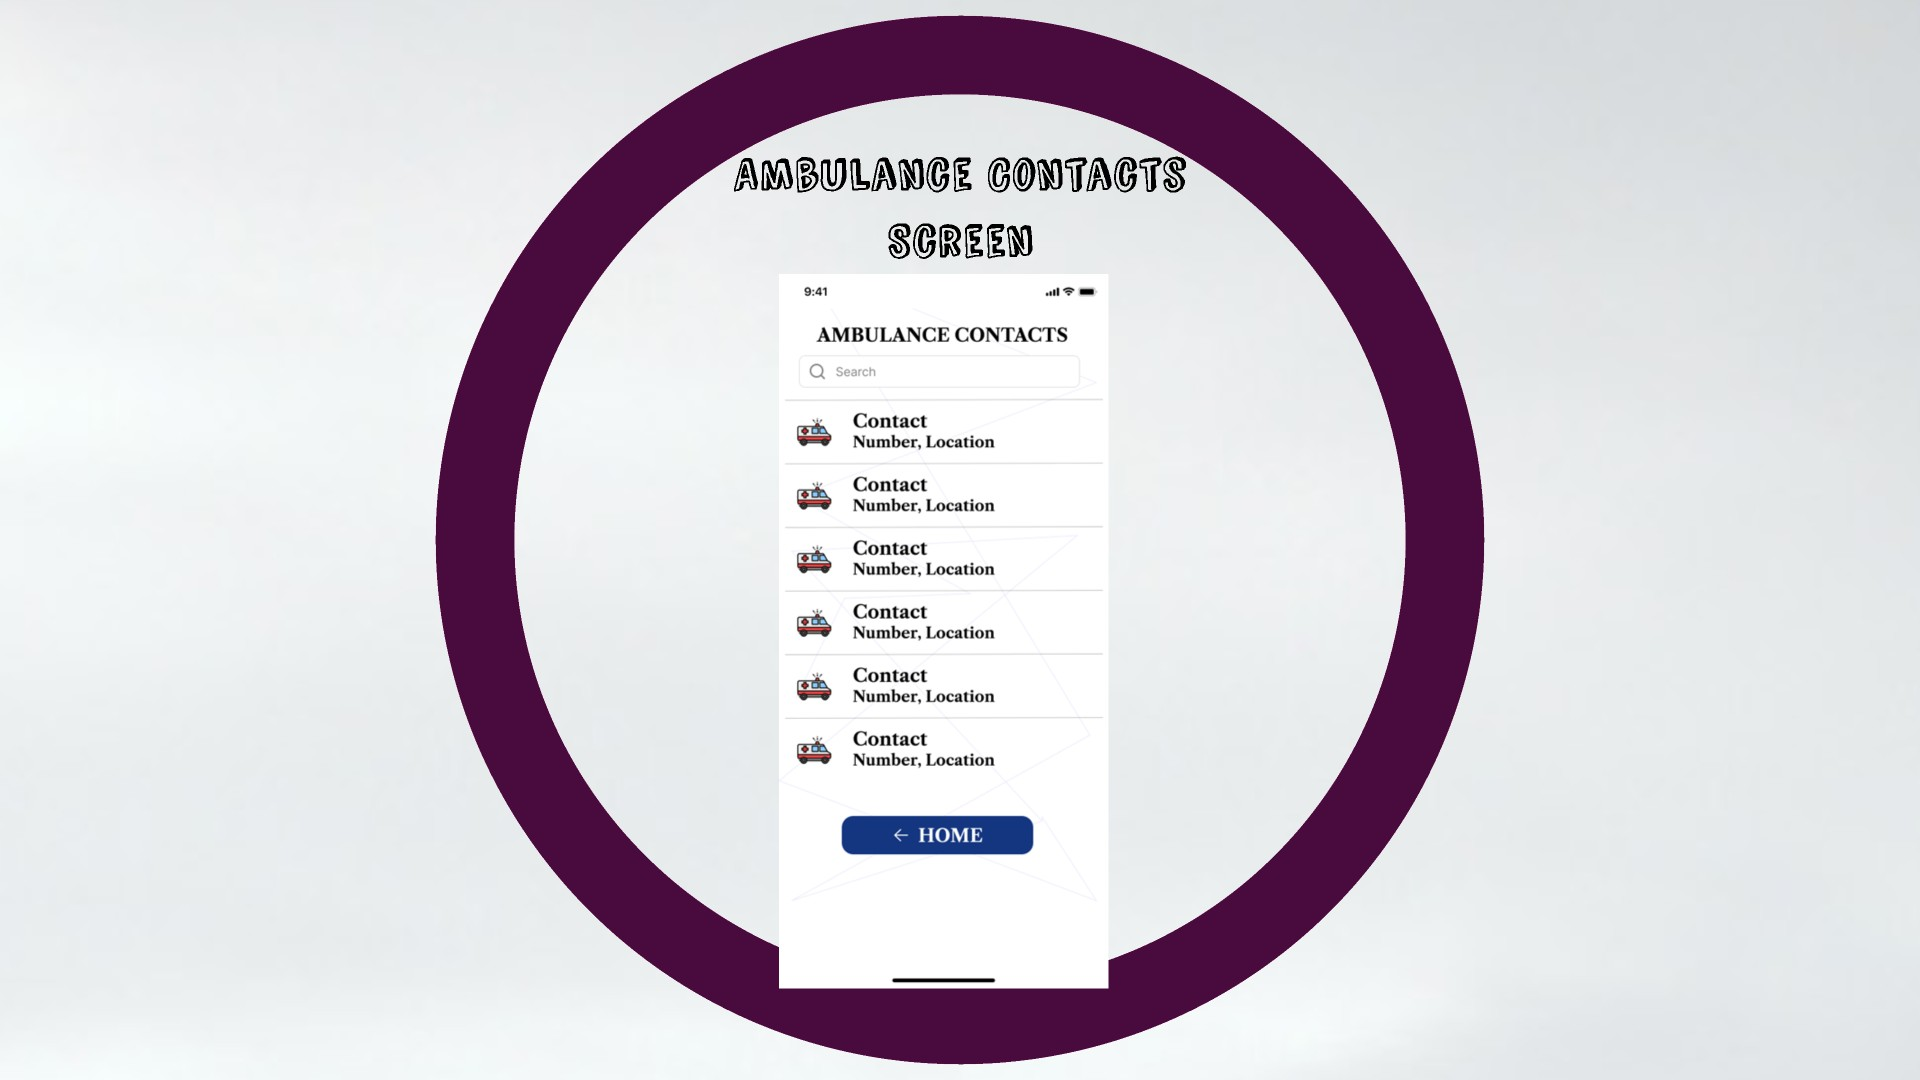 AMBULANCE CONTACTS
SCREEN
9:41
AMBULANCE CONTACTS
Search
Contact
Number, Location
Contact
Number, Location
Contact
Number, Location
Contact
Number, Location
Contact
Number, Location
Contact
Number, Location
← HOME